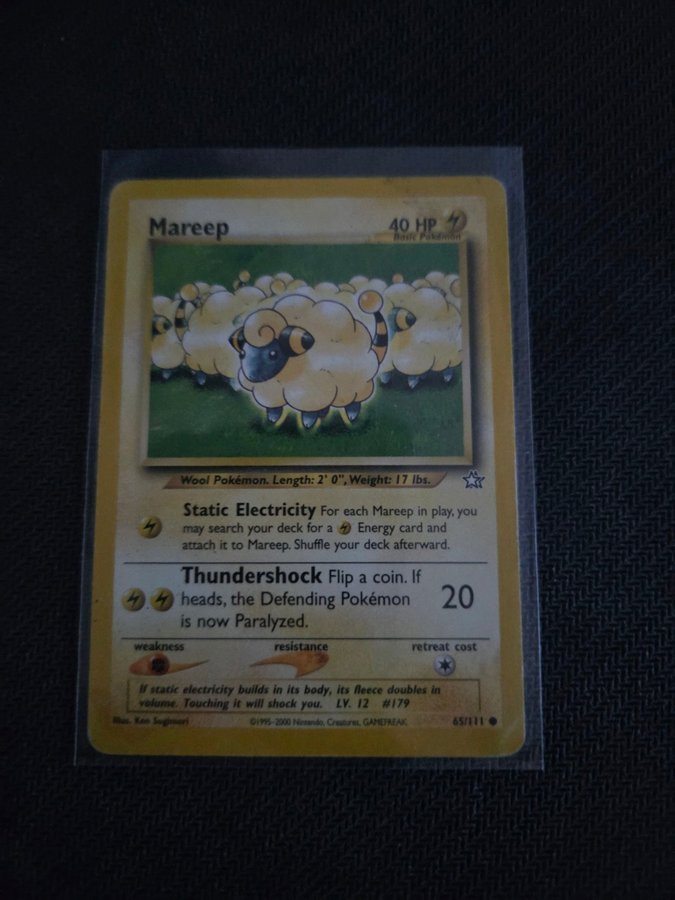 Mareep 40 HP
Basic Pokémon
Wool Pokémon. Length: 2' 0", Weight: 17 lbs.
Static Electricity For each Mareep in play, you
may search your deck for a Energy card and
attach it to Mareep. Shuffle your deck afterward.
Thundershock Flip a coin. If
heads, the Defending Pokémon 20
is now Paralyzed.
weakness resistance retreat cost
If static electricity builds in its body, its fleece doubles in
volume. Touching it will shock you. LV. 12 #179
Illus. Ken Sugimori ©1995-2000 Nintendo, Creatures, GAMEFREAK. 65/111